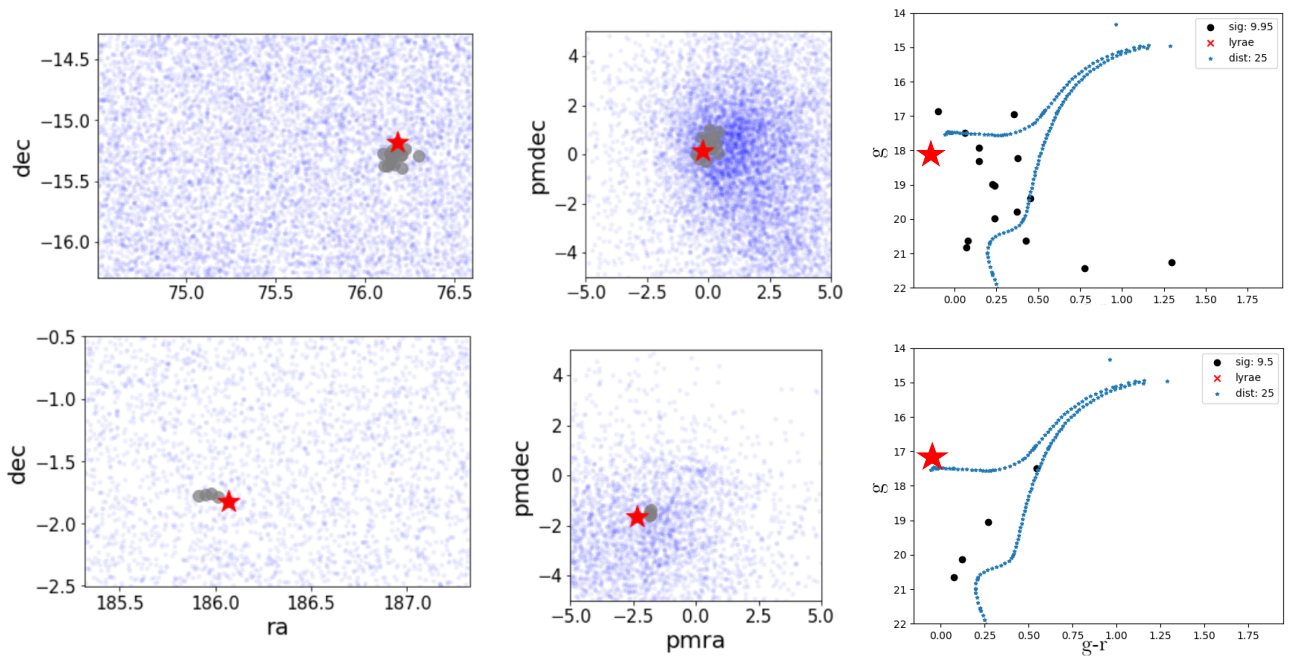 −14.5
−15.0
−15.5
−16.0
dec
75.0 75.5 76.0 76.5
4
2
0
−2
−4
pmdec
−5.0 −2.5 0.0 2.5 5.0
14
15
16
17
18
19
20
21
22
g
sig: 9.95
lyrae
dist: 25
0.00 0.25 0.50 0.75 1.00 1.25 1.50 1.75
−0.5
−1.0
−1.5
−2.0
−2.5
dec
185.5 186.0 186.5 187.0
ra
4
2
0
−2
−4
pmdec
−5.0 −2.5 0.0 2.5 5.0
pmra
14
15
16
17
18
19
20
21
22
g
sig: 9.5
lyrae
dist: 25
0.00 0.25 0.50 0.75 1.00 1.25 1.50 1.75
g-r